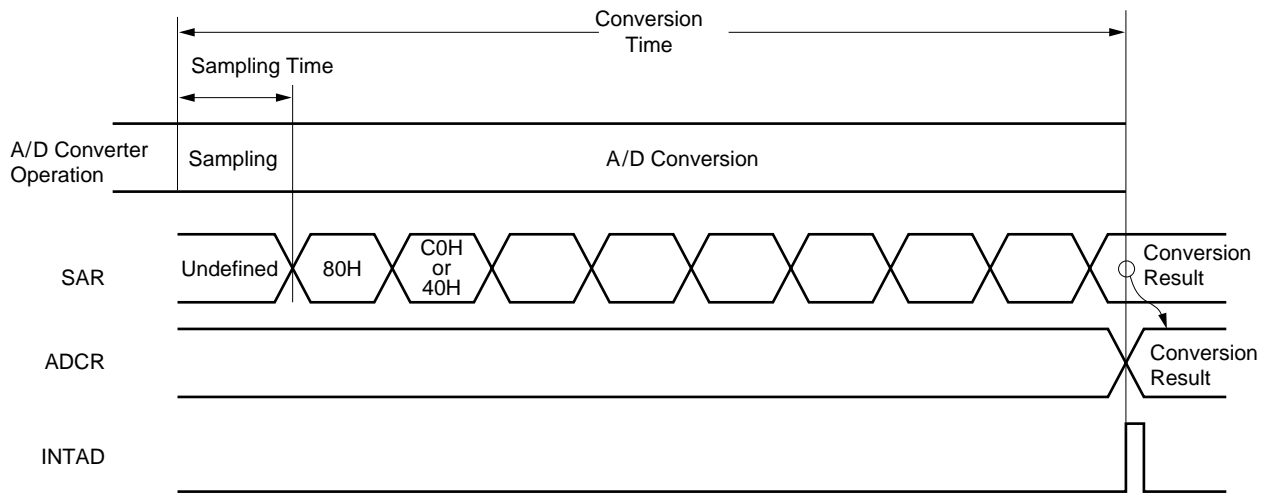 Conversion
Time
Sampling Time
A/D Converter
Operation
Sampling
A/D Conversion
SAR
Undefined
80H
C0H
or
40H
Conversion
Result
ADCR
Conversion
Result
INTAD